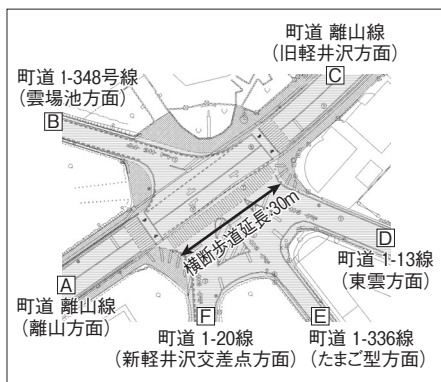 町道 離山線
(旧軽井沢方面)
C
町道 1-348号線
(雲場池方面)
B
横断歩道延長:30m
D
町道 1-13線
(東雲方面)
A
町道 離山線
(離山方面)
F
町道 1-20線
(新軽井沢交差点方面)
E
町道 1-336線
(たまご型方面)